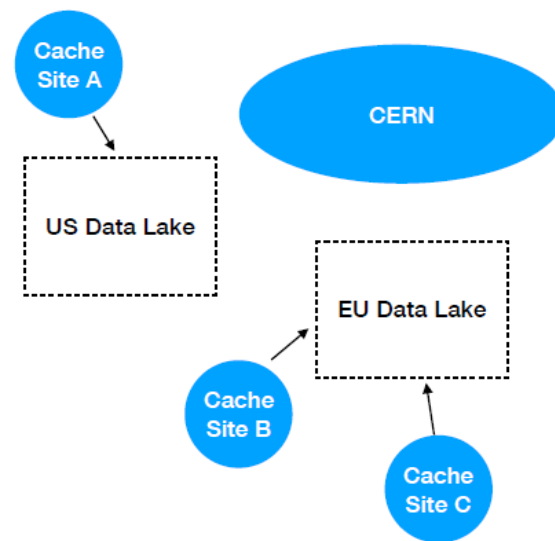 Cache
Site A
CERN
US Data Lake
EU Data Lake
Cache
Site B
Cache
Site C